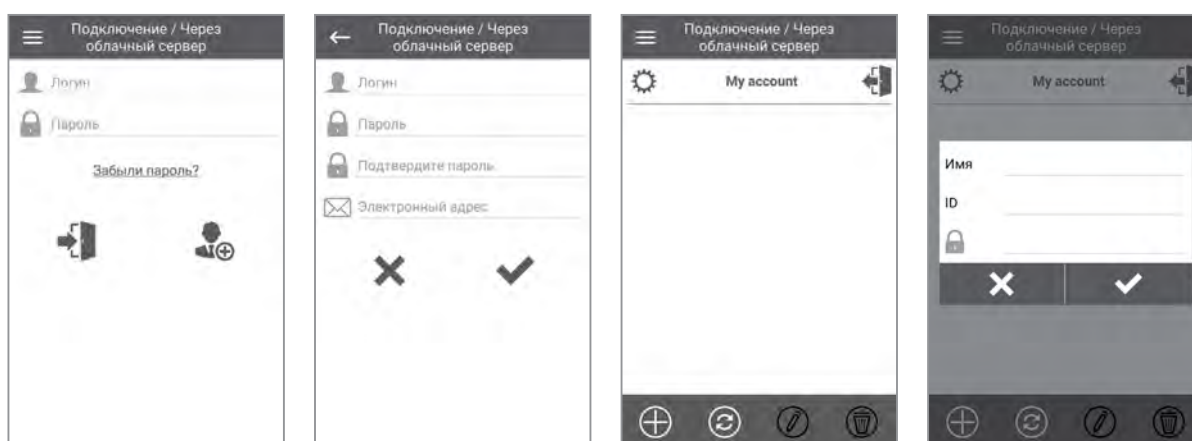 Подключение / Через
облачный сервер
Логин
Пароль
Забыли пароль?
Подключение / Через
облачный сервер
Логин
Пароль
Подтвердите пароль
Электронный адрес
Подключение / Через
облачный сервер
My account
Подключение / Через
облачный сервер
My account
Имя
ID